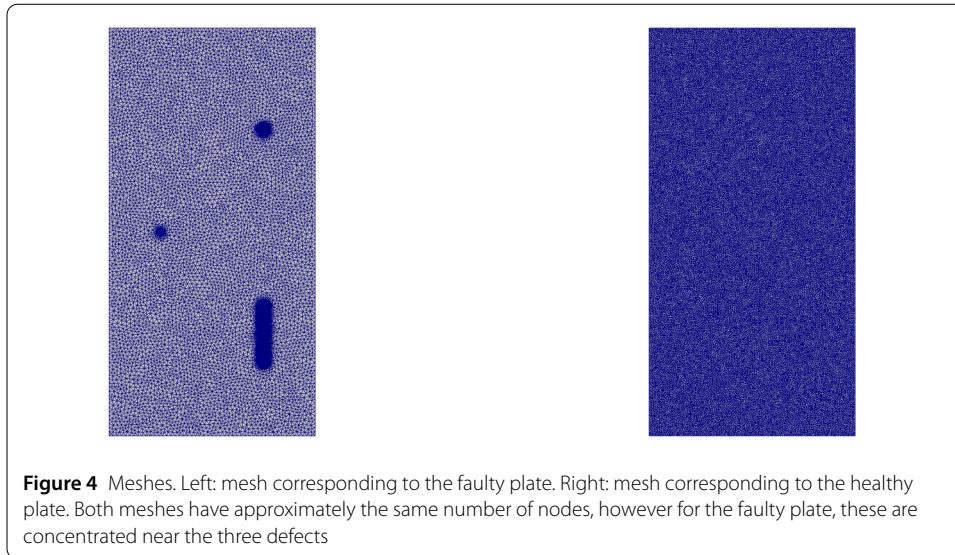 Figure 4 Meshes. Left: mesh corresponding to the faulty plate. Right: mesh corresponding to the healthy
plate. Both meshes have approximately the same number of nodes, however for the faulty plate, these are
concentrated near the three defects